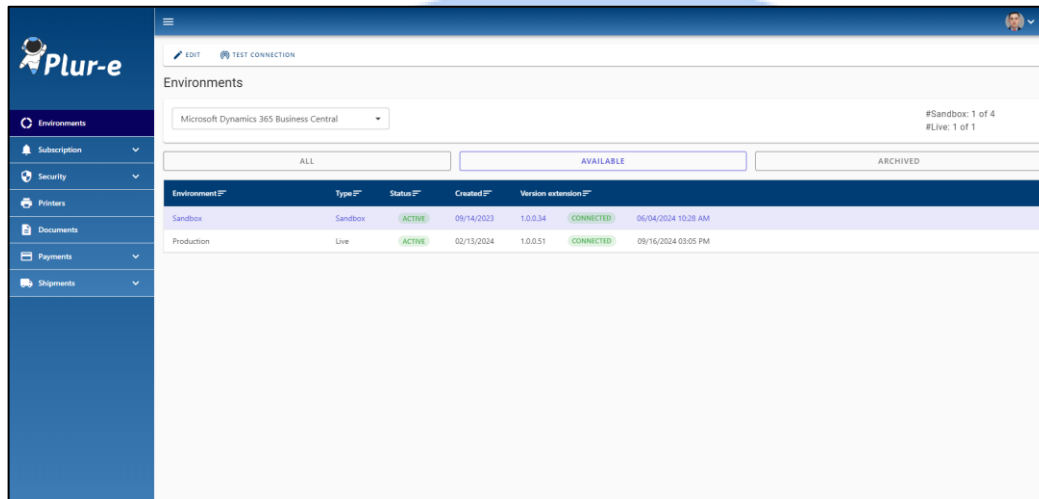 Plur-e
EDIT TEST CONNECTION
Environments
Microsoft Dynamics 365 Business Central
#Sandbox: 1 of 4
#Live: 1 of 1
Environments
Subscription
Security
Printers
Documents
Payments
Shipments
ALL AVAILABLE ARCHIVED
Environment Type Status Created Version extension
Sandbox Sandbox ACTIVE 09/14/2023 1.0.0.34 CONNECTED 06/04/2024 10:28 AM
Production Live ACTIVE 02/13/2024 1.0.0.51 CONNECTED 09/16/2024 03:05 PM